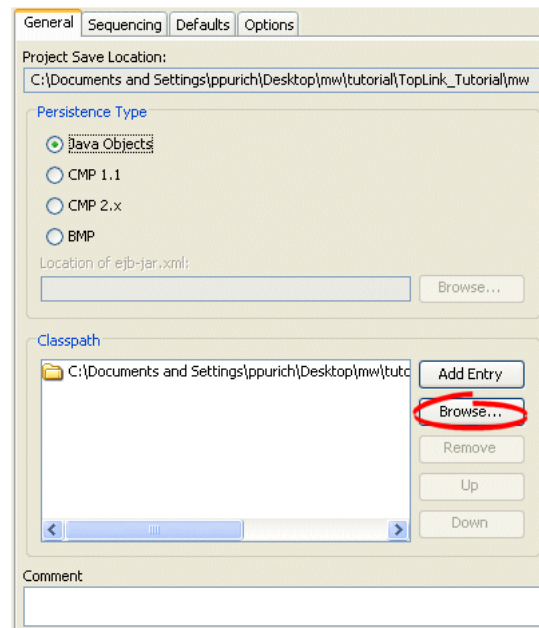 General Sequencing Defaults Options
Project Save Location:
C:\Documents and Settings\ppurich\Desktop\mw\tutorial\TopLink_Tutorial\mw
Persistence Type
Java Objects
CMP 1.1
CMP 2.x
BMP
Location of ejb-jar.xml:
Browse...
Classpath
C:\Documents and Settings\ppurich\Desktop\mw\tutc
Add Entry
Browse...
Remove
Up
Down
Comment